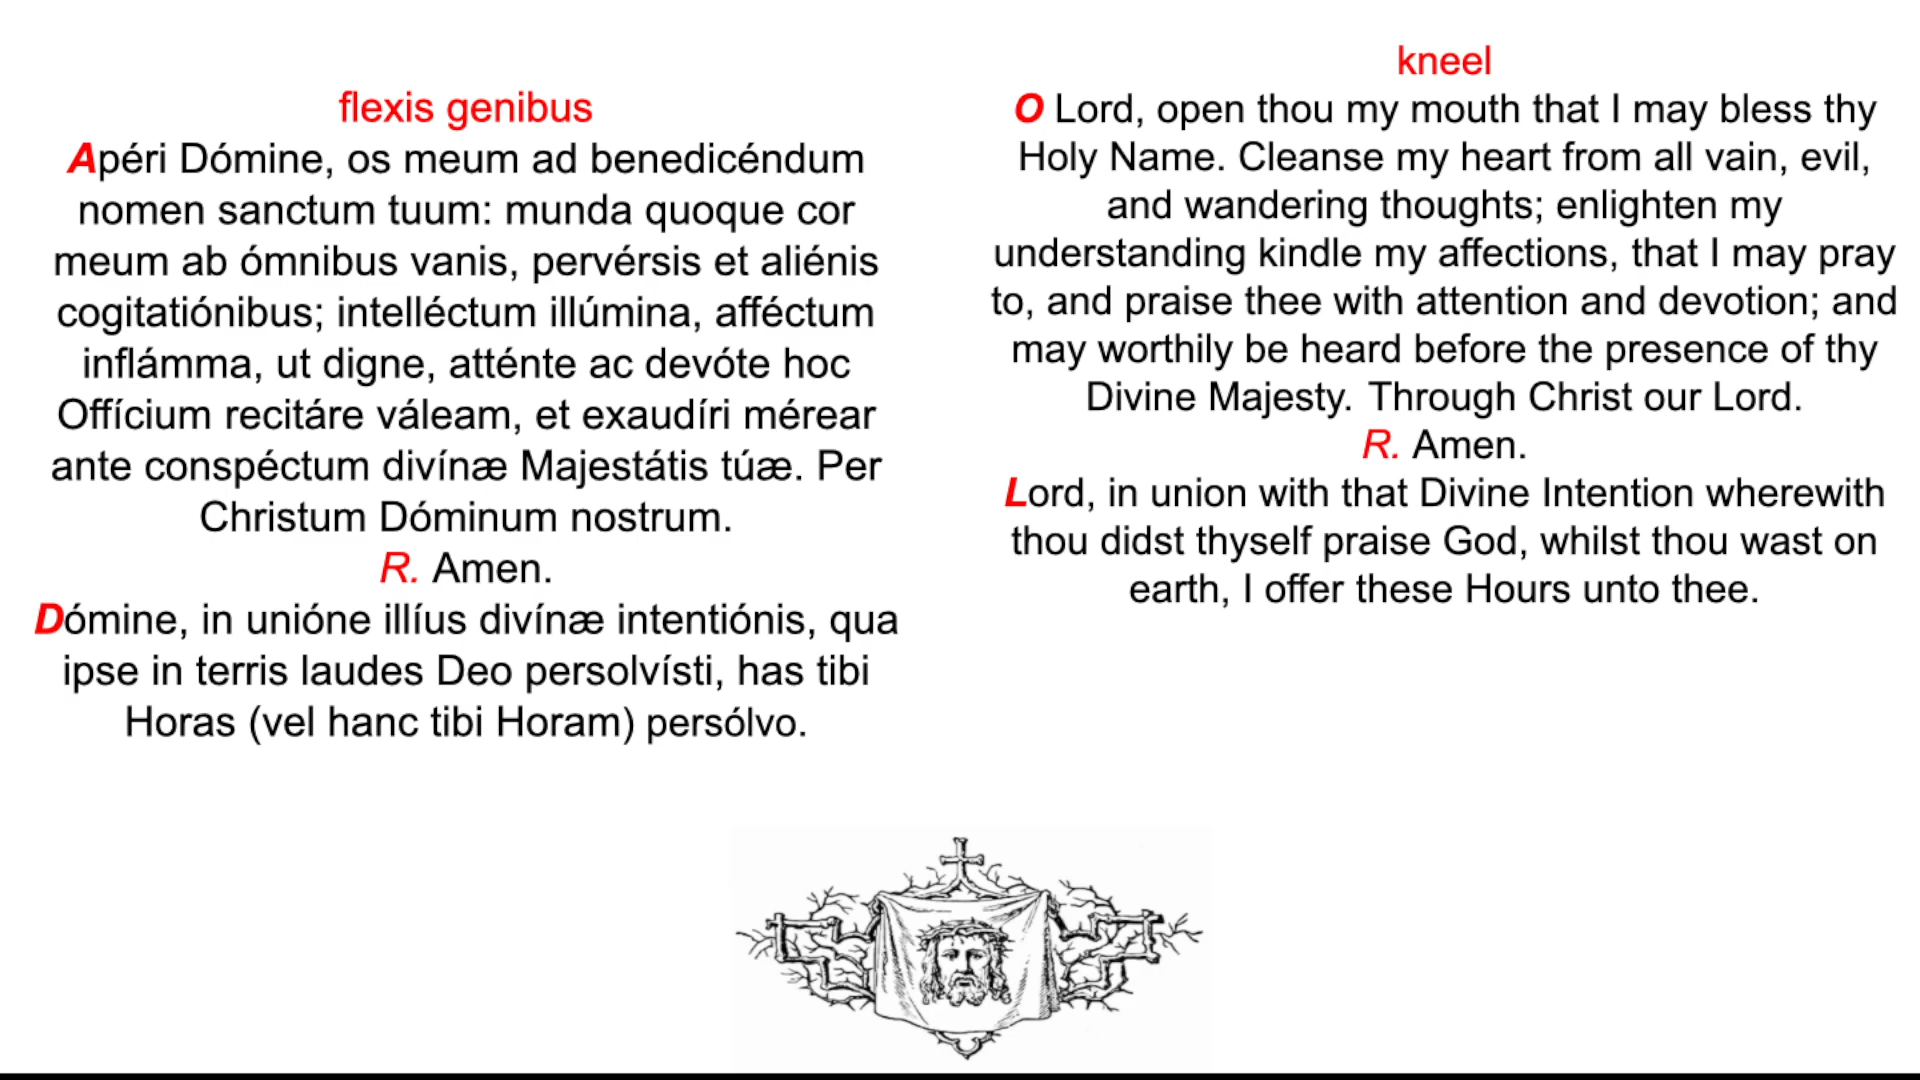 flexis genibus
Apéri Dómine, os meum ad benedicéndum
nomen sanctum tuum: munda quoque cor
meum ab ómnibus vanis, pervérsis et aliénis
cogitatiónibus; intelléctum illúmina, afféctum
inflámma, ut digne, atténte ac devóte hoc
Offícium recitáre váleam, et exaudíri mérear
ante conspéctum divínæ Majestátis túæ. Per
Christum Dóminum nostrum.
R. Amen.
Dómine, in unióne illíus divínæ intentiónis, qua
ipse in terris laudes Deo persolvísti, has tibi
Horas (vel hanc tibi Horam) persólvo.
kneel
O Lord, open thou my mouth that I may bless thy
Holy Name. Cleanse my heart from all vain, evil,
and wandering thoughts; enlighten my
understanding kindle my affections, that I may pray
to, and praise thee with attention and devotion; and
may worthily be heard before the presence of thy
Divine Majesty. Through Christ our Lord.
R. Amen.
Lord, in union with that Divine Intention wherewith
thou didst thyself praise God, whilst thou wast on
earth, I offer these Hours unto thee.